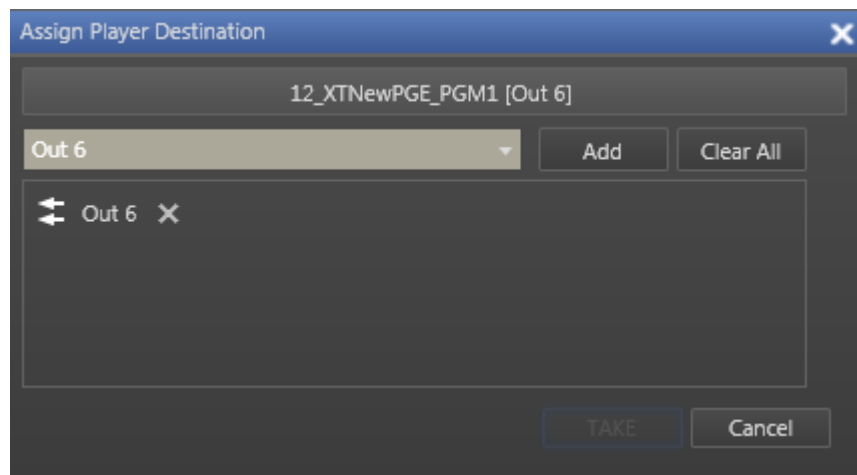 Assign Player Destination
12_XTNewPGE_PGM1 [Out 6]
Out 6
Add
Clear All
Out 6
TAKE
Cancel